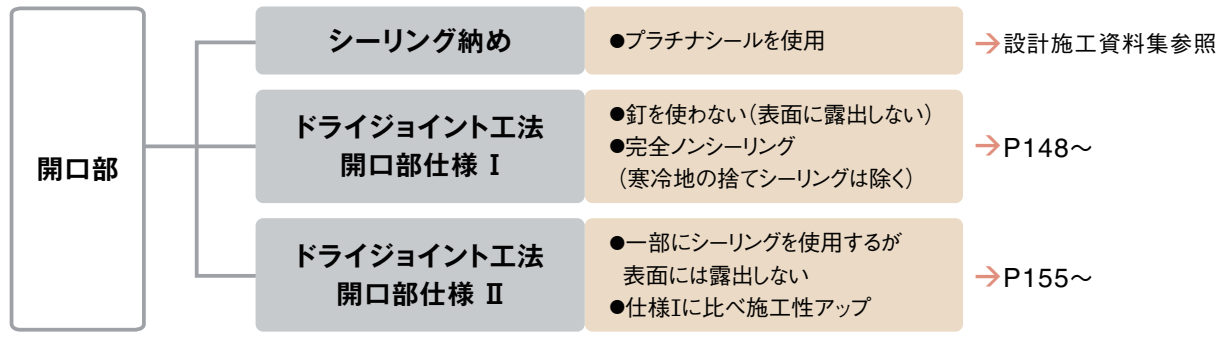 開口部
シーリング納め
●プラチナシールを使用
→設計施工資料集参照
ドライジョイント工法
開口部仕様 Ⅰ
●釘を使わない（表面に露出しない）
●完全ノンシーリング
（寒冷地の捨てシーリングは除く）
→P148〜
ドライジョイント工法
開口部仕様 Ⅱ
●一部にシーリングを使用するが
表面には露出しない
●仕様Ⅰに比べ施工性アップ
→P155〜